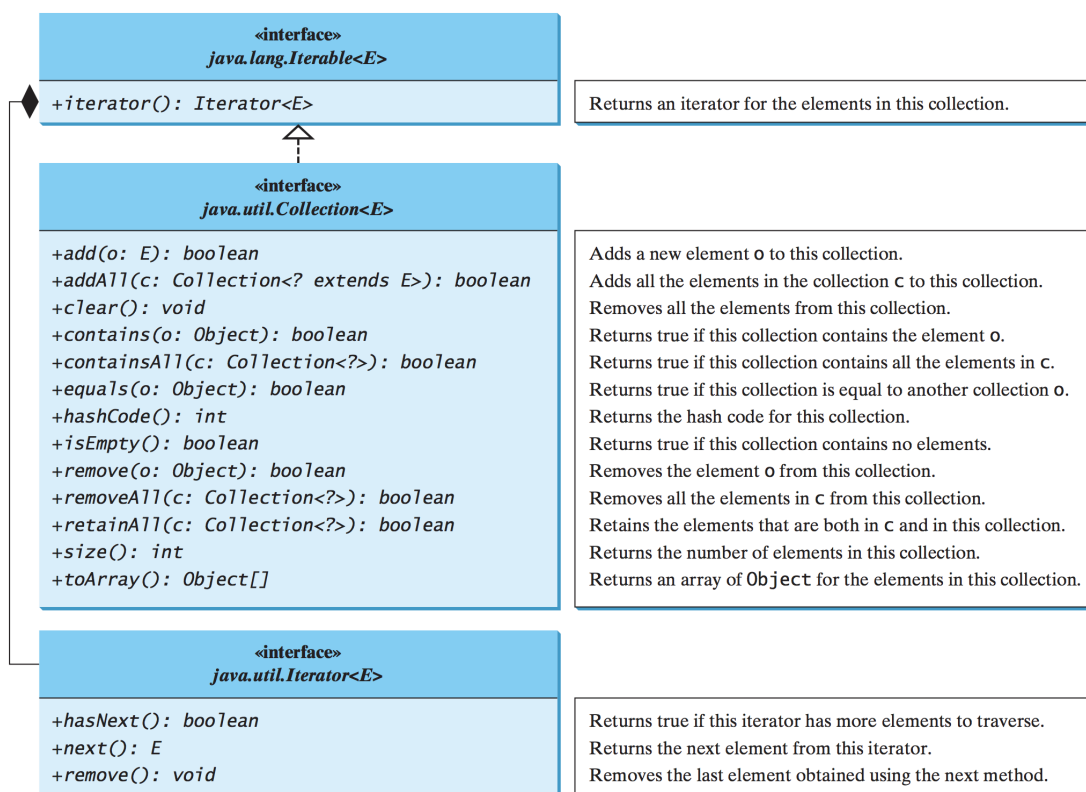 «interface»
java.lang.Iterable<E>
+iterator(): Iterator<E>
Returns an iterator for the elements in this collection.
«interface»
java.util.Collection<E>
+add(o: E): boolean
Adds a new element o to this collection.
+addAll(c: Collection<? extends E>): boolean
Adds all the elements in the collection c to this collection.
+clear(): void
Removes all the elements from this collection.
+contains(o: Object): boolean
Returns true if this collection contains the element o.
+containsAll(c: Collection<?>): boolean
Returns true if this collection contains all the elements in c.
+equals(o: Object): boolean
Returns true if this collection is equal to another collection o.
+hashCode(): int
Returns the hash code for this collection.
+isEmpty(): boolean
Returns true if this collection contains no elements.
+remove(o: Object): boolean
Removes the element o from this collection.
+removeAll(c: Collection<?>): boolean
Removes all the elements in c from this collection.
+retainAll(c: Collection<?>): boolean
Retains the elements that are both in c and in this collection.
+size(): int
Returns the number of elements in this collection.
+toArray(): Object[]
Returns an array of Object for the elements in this collection.
«interface»
java.util.Iterator<E>
+hasNext(): boolean
Returns true if this iterator has more elements to traverse.
+next(): E
Returns the next element from this iterator.
+remove(): void
Removes the last element obtained using the next method.